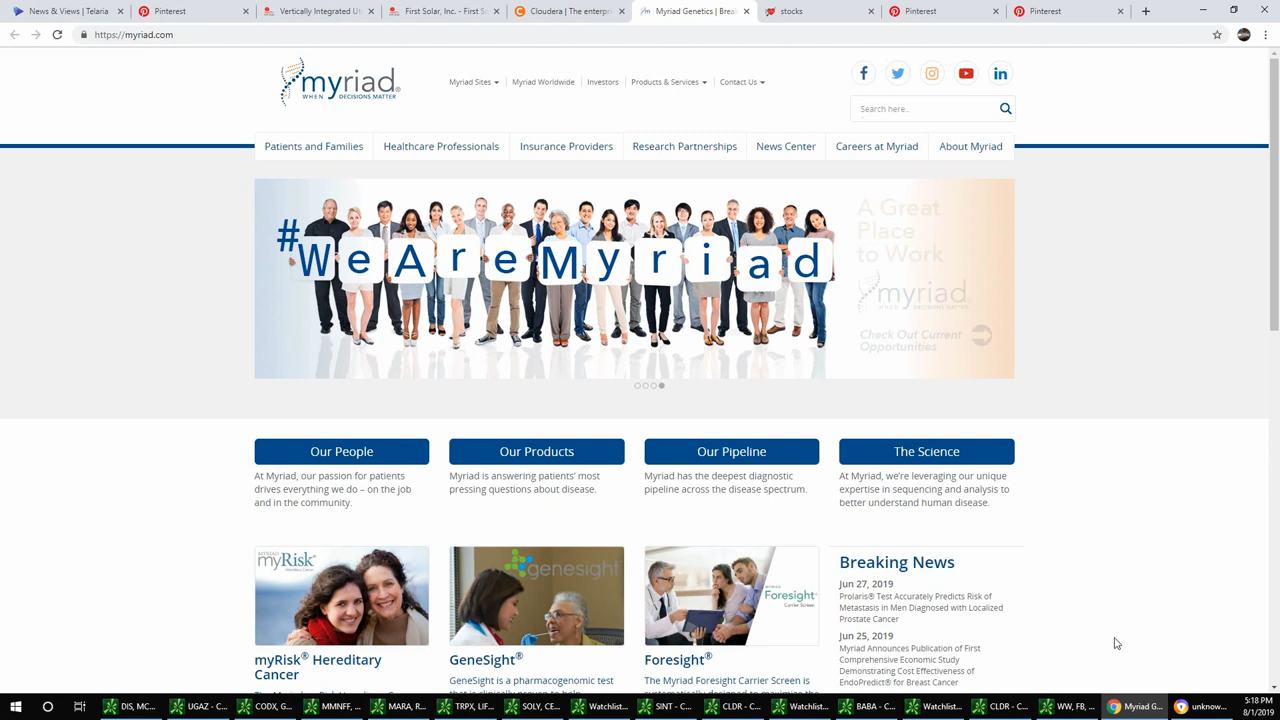 News & Views | Telaria
Pinterest
Vertically Integrated Ut
First Solar, Inc. - First S
Cloudera | The enterpri
Myriad Genetics | Brea
stocks
Pinterest
Pinterest
https://myriad.com
myriad®
WHEN DECISIONS MATTER
Myriad Sites
Myriad Worldwide
Investors
Products & Services
Contact Us
Search here..
Patients and Families
Healthcare Professionals
Insurance Providers
Research Partnerships
News Center
Careers at Myriad
About Myriad
#WeAreMyriad
A Great
Place
to Work
myriad
WHEN DECISIONS MATTER
Check Out Current
Opportunities
Our People
At Myriad, our passion for patients
drives everything we do – on the job
and in the community.
Our Products
Myriad is answering patients' most
pressing questions about disease.
Our Pipeline
Myriad has the deepest diagnostic
pipeline across the disease spectrum.
The Science
At Myriad, we're leveraging our unique
expertise in sequencing and analysis to
better understand human disease.
MYRIAD
myRisk
Hereditary Cancer
myRisk® Hereditary
Cancer
genesight
GeneSight®
GeneSight is a pharmacogenomic test
Foresight
Carrier Screen
Foresight®
The Myriad Foresight Carrier Screen is
Breaking News
Jun 27, 2019
Prolaris® Test Accurately Predicts Risk of
Metastasis in Men Diagnosed with Localized
Prostate Cancer
Jun 25, 2019
Myriad Announces Publication of First
Comprehensive Economic Study
Demonstrating Cost Effectiveness of
EndoPredict® for Breast Cancer
DIS, MC...
UGAZ - C...
CODX, G...
MMNFF, ...
MARA, R...
TRPX, LIF...
SOLY, CE...
Watchlist...
SINT - C...
CLDR - C...
Watchlist...
BABA - C...
Watchlist...
CLDR - C...
WW, FB, ...
Myriad G...
unknow...
5:18 PM
8/1/2019